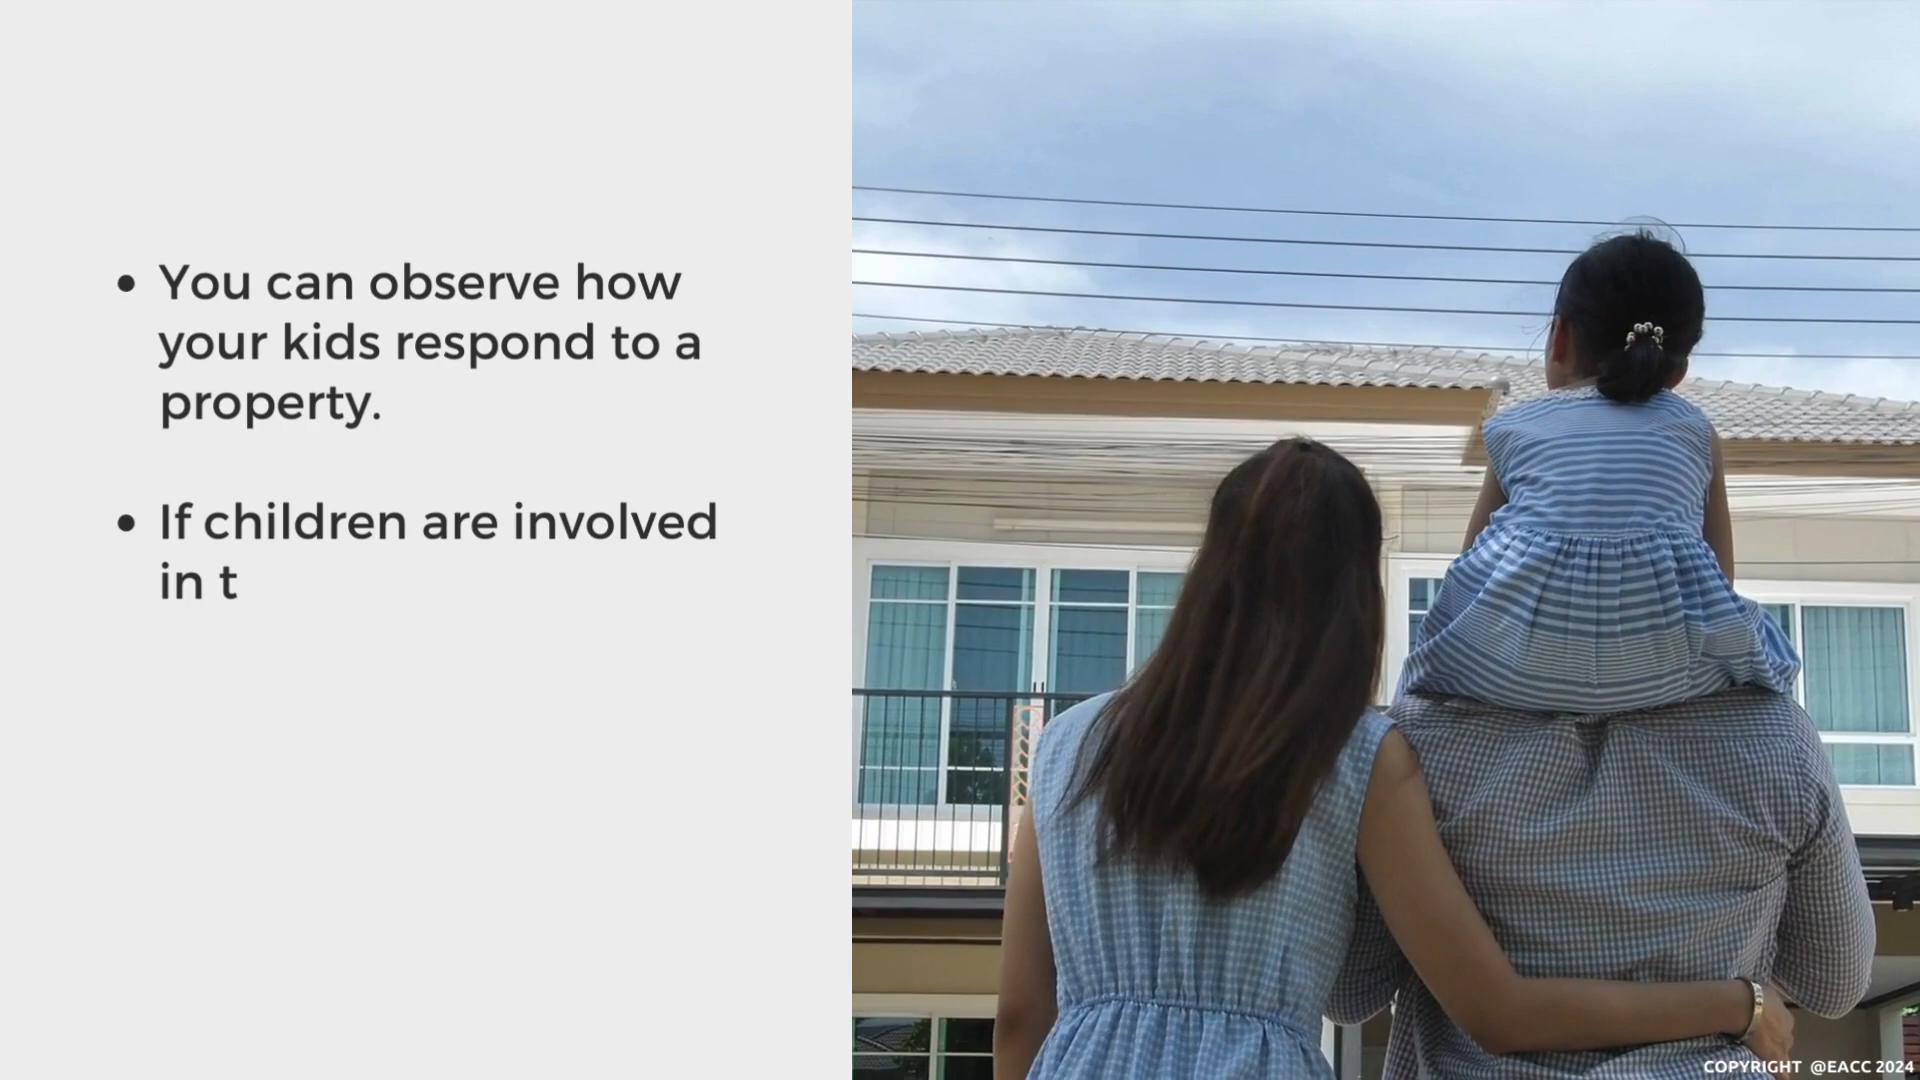 • You can observe how
your kids respond to a
property.
• If children are involved
in t
COPYRIGHT @EACC 2024